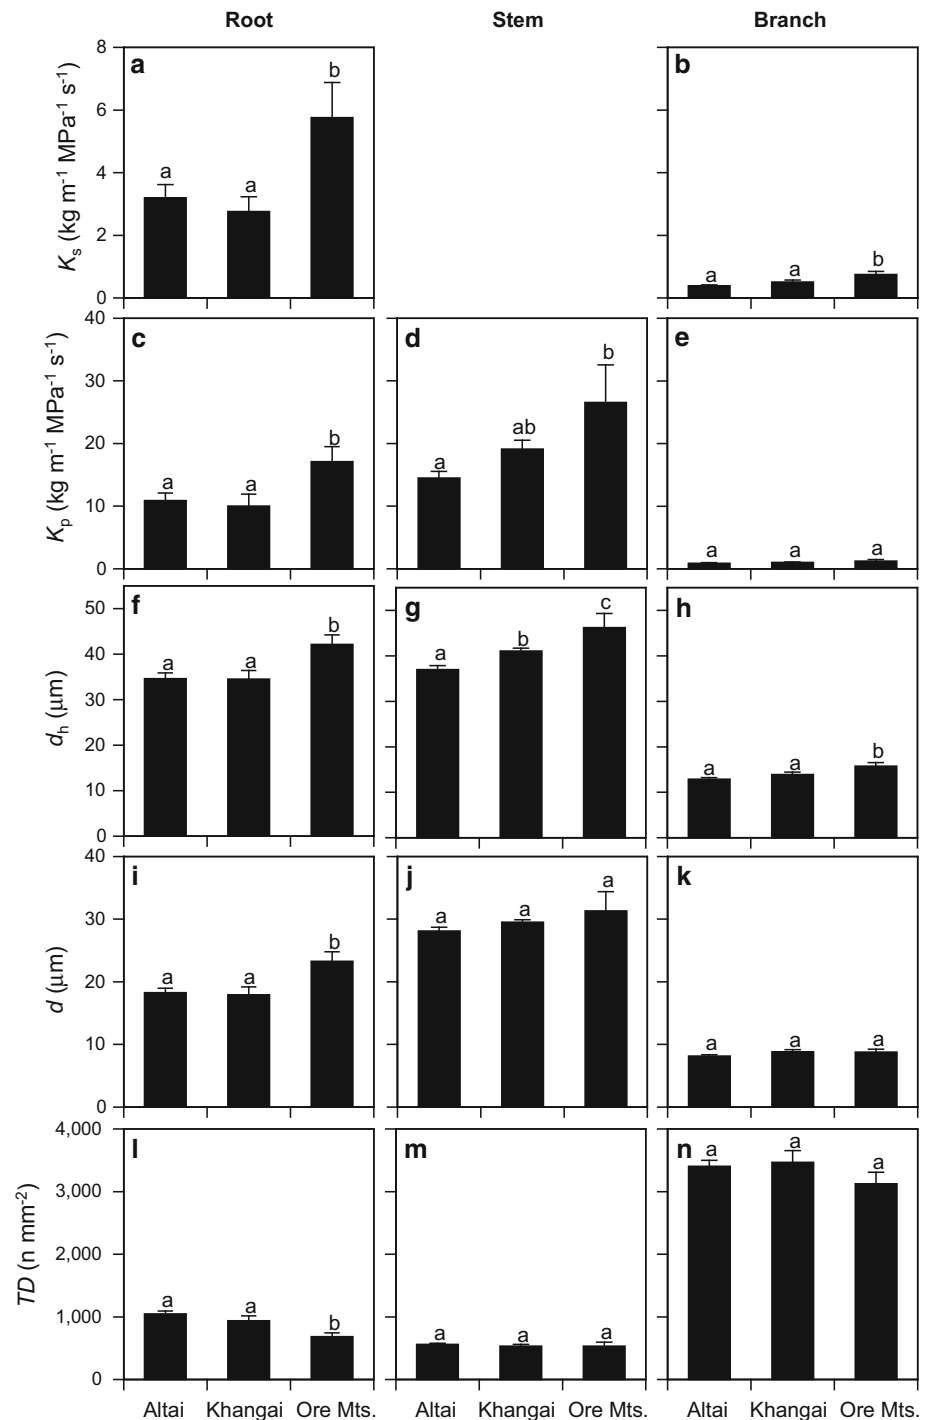 Root Stem Branch
K_s (kg m⁻¹ MPa⁻¹ s⁻¹)
8
6
4
2
0
a
a a b
b
a a b
K_p (kg m⁻¹ MPa⁻¹ s⁻¹)
40
30
20
10
0
c
a a b
d
a ab b
e
a a a
d_h (μm)
50
40
30
20
10
0
f
a a b
g
a b c
h
a a b
d (μm)
40
30
20
10
0
i
a a b
j
a a a
k
a a a
TD (n mm⁻²)
4,000
3,000
2,000
1,000
0
l
a a b
m
a a a
n
a a a
Altai Khangai Ore Mts. Altai Khangai Ore Mts. Altai Khangai Ore Mts.